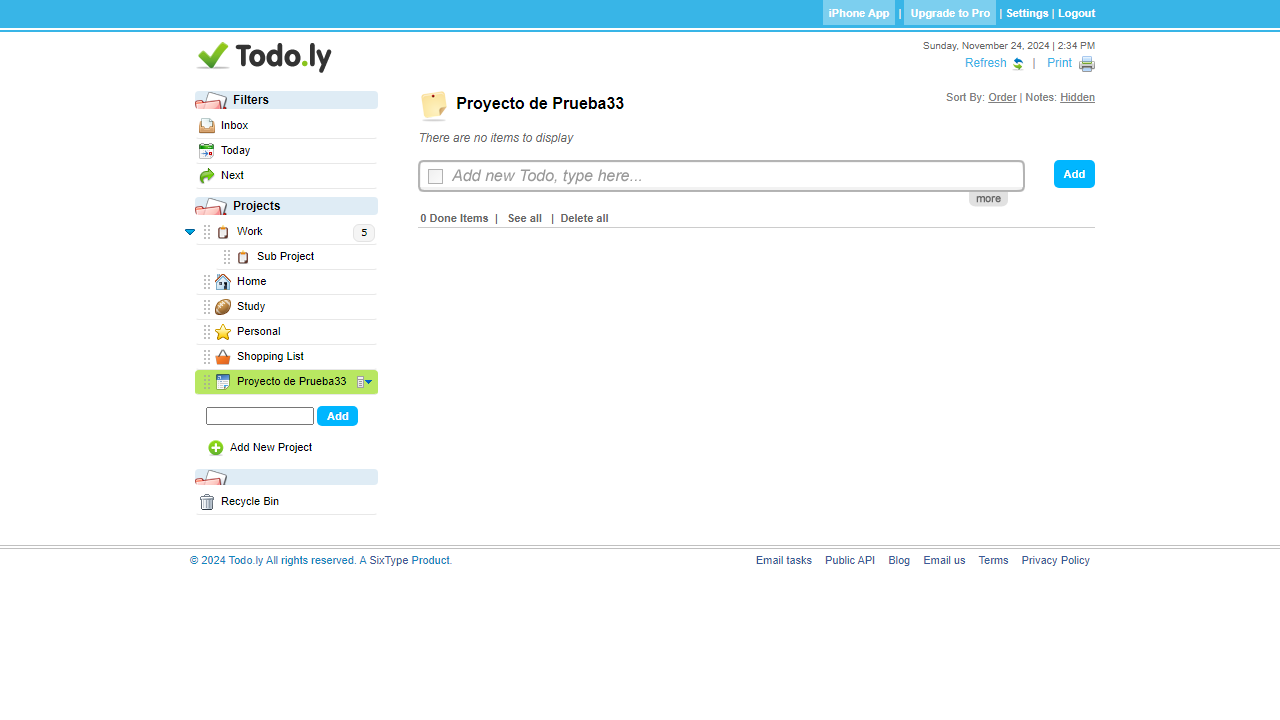 iPhone App | Upgrade to Pro | Settings | Logout
Todo.ly
Sunday, November 24, 2024 | 2:34 PM
Refresh | Print
Filters
Inbox
Today
Next
Projects
Work 5
Sub Project
Home
Study
Personal
Shopping List
Proyecto de Prueba33
Add
Add New Project
Recycle Bin
Proyecto de Prueba33
Sort By: Order | Notes: Hidden
There are no items to display
Add new Todo, type here...
Add
more
0 Done Items | See all | Delete all
© 2024 Todo.ly All rights reserved. A SixType Product.
Email tasks Public API Blog Email us Terms Privacy Policy